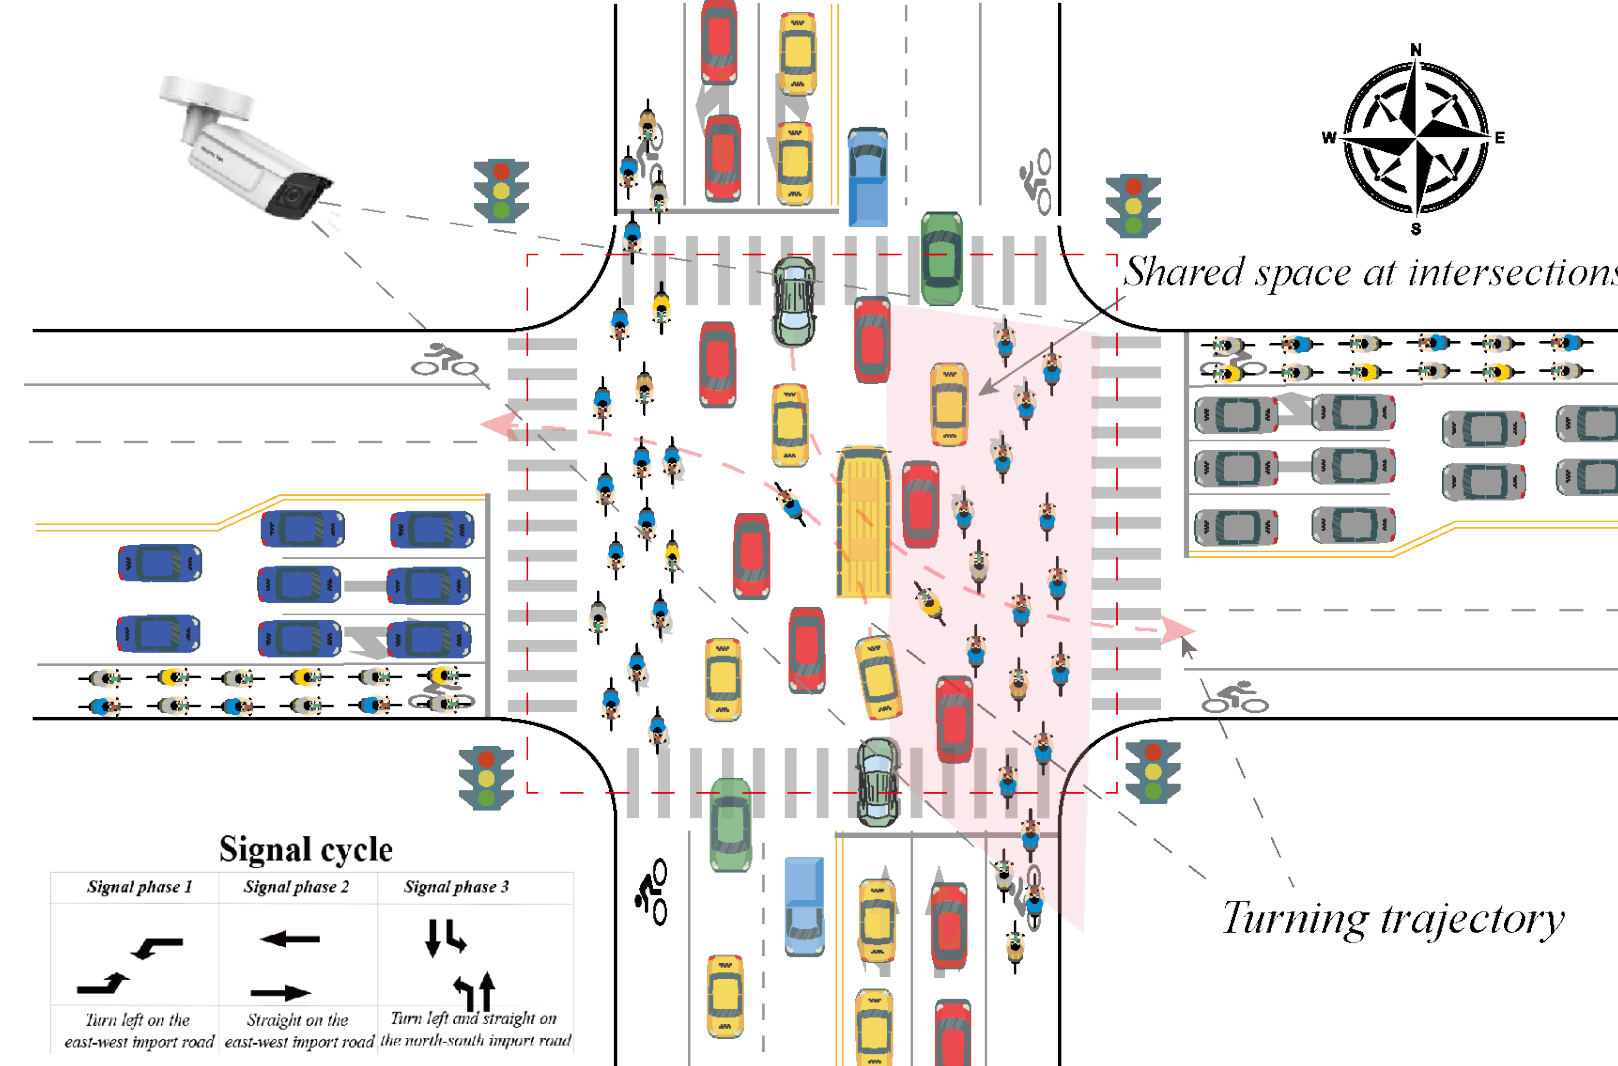 N
W
E
S
Shared space at intersections
Signal cycle
Signal phase 1
Signal phase 2
Signal phase 3
Turn left on the
east-west import road
Straight on the
east-west import road
Turn left and straight on
the north-south import road
Turning trajectory